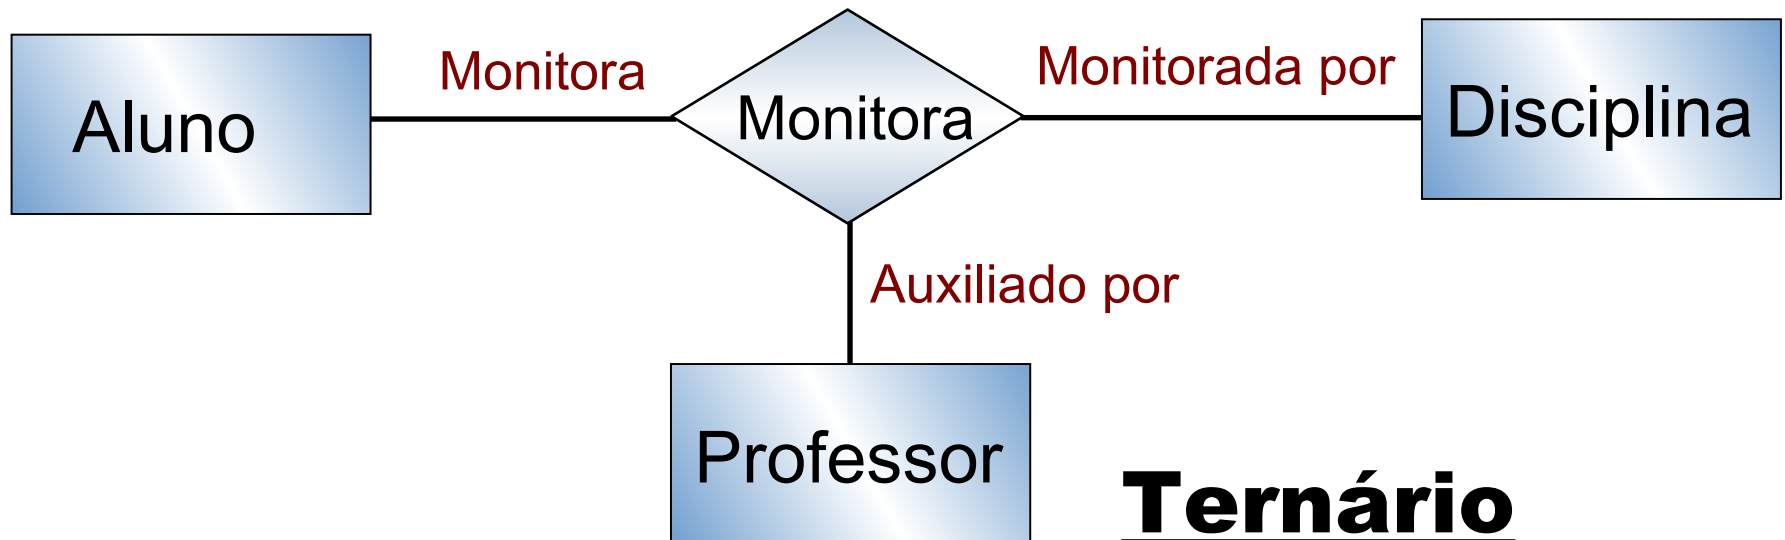 Monitora
Monitorada por
Aluno
Monitora
Disciplina
Auxiliado por
Professor
Ternário